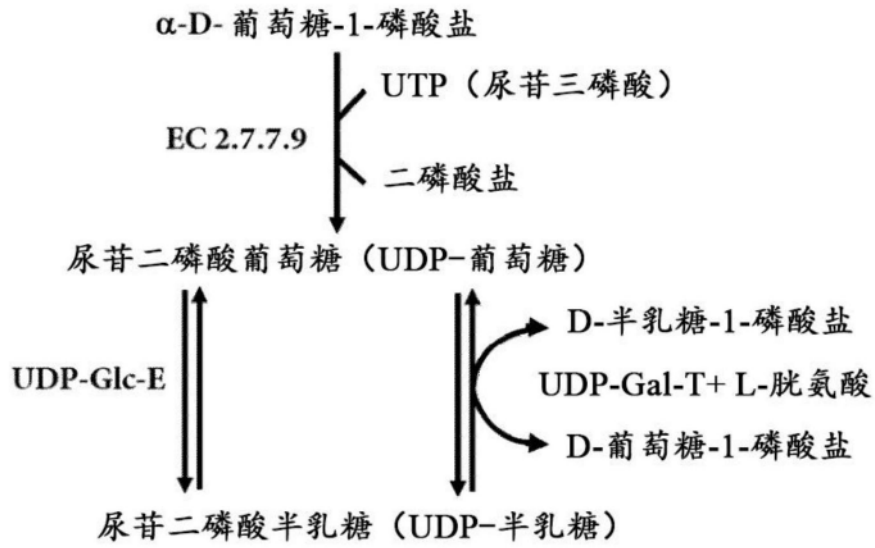 α-D-葡萄糖-1-磷酸盐
UTP（尿苷三磷酸）
EC 2.7.7.9
二磷酸盐
尿苷二磷酸葡萄糖（UDP-葡萄糖）
D-半乳糖-1-磷酸盐
UDP-Glc-E
UDP-Gal-T+ L-胱氨酸
D-葡萄糖-1-磷酸盐
尿苷二磷酸半乳糖（UDP-半乳糖）